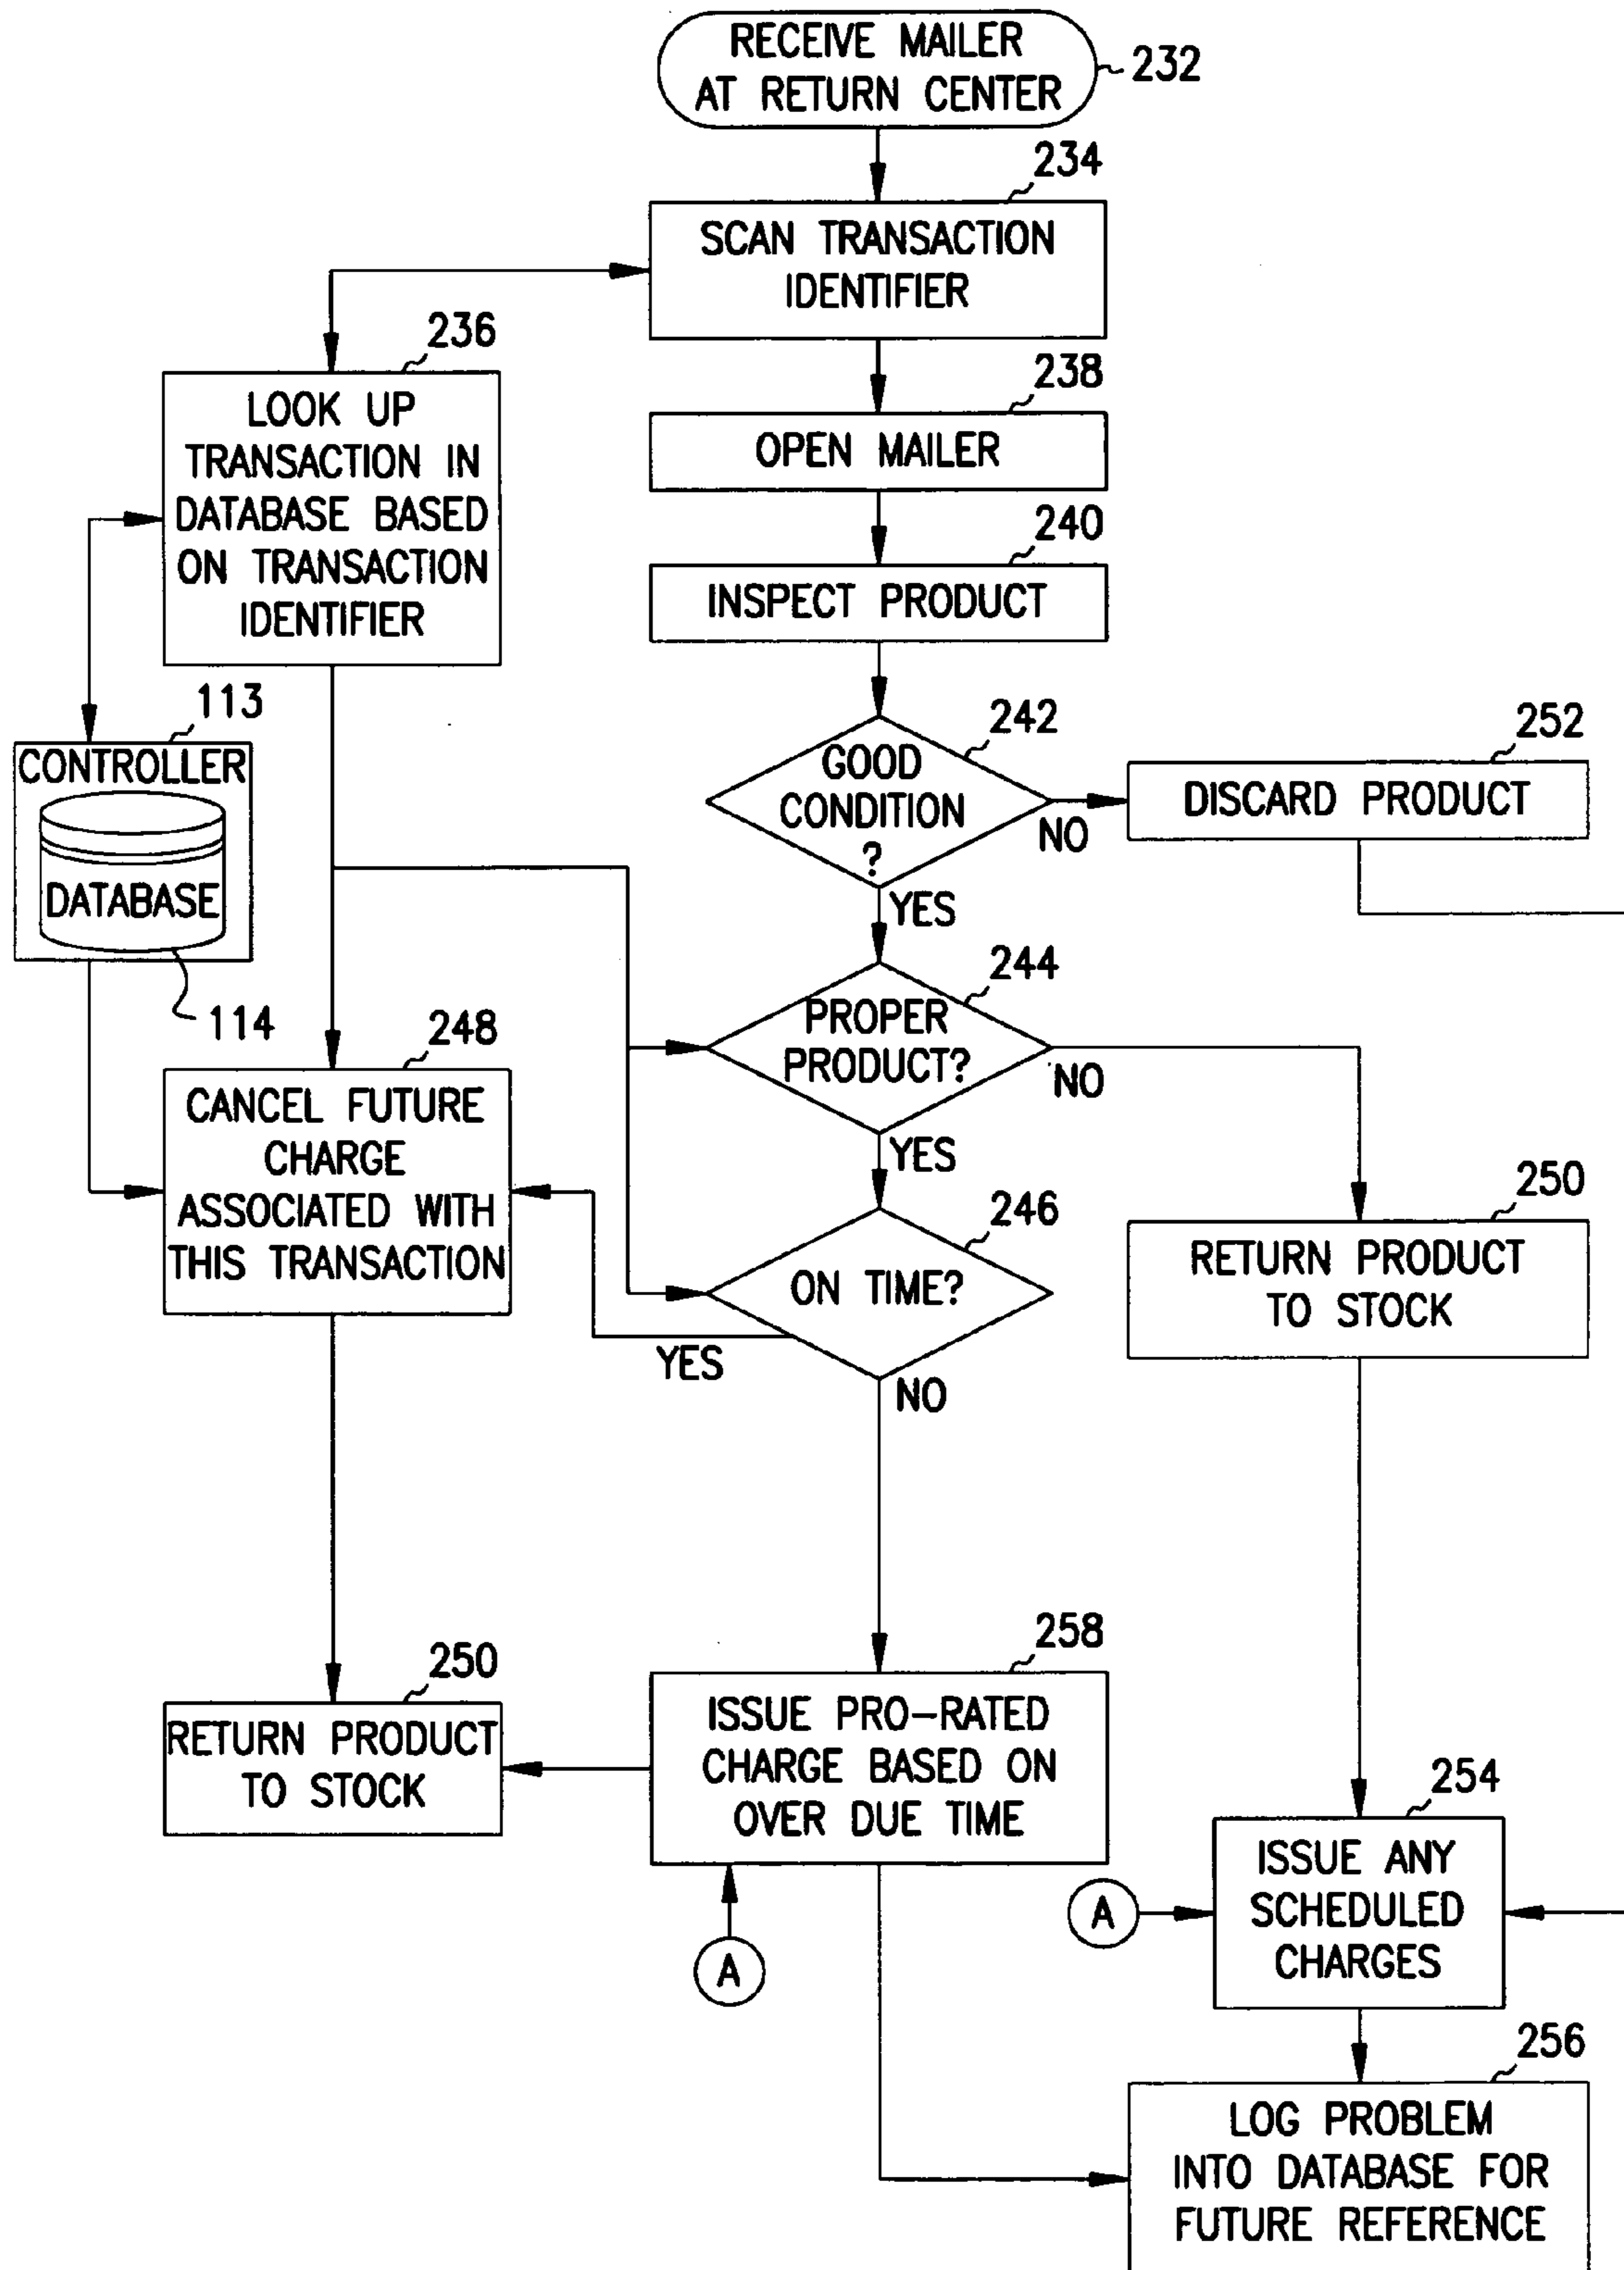 RECEIVE MAILER
AT RETURN CENTER
232
234
SCAN TRANSACTION
IDENTIFIER
236
LOOK UP
TRANSACTION IN
DATABASE BASED
ON TRANSACTION
IDENTIFIER
238
OPEN MAILER
240
INSPECT PRODUCT
113
CONTROLLER
DATABASE
114
242
GOOD
CONDITION
?
NO
YES
252
DISCARD PRODUCT
244
PROPER
PRODUCT?
NO
YES
248
CANCEL FUTURE
CHARGE
ASSOCIATED WITH
THIS TRANSACTION
246
ON TIME?
YES
NO
250
RETURN PRODUCT
TO STOCK
250
RETURN PRODUCT
TO STOCK
258
ISSUE PRO-RATED
CHARGE BASED ON
OVER DUE TIME
A
A
254
ISSUE ANY
SCHEDULED
CHARGES
256
LOG PROBLEM
INTO DATABASE FOR
FUTURE REFERENCE